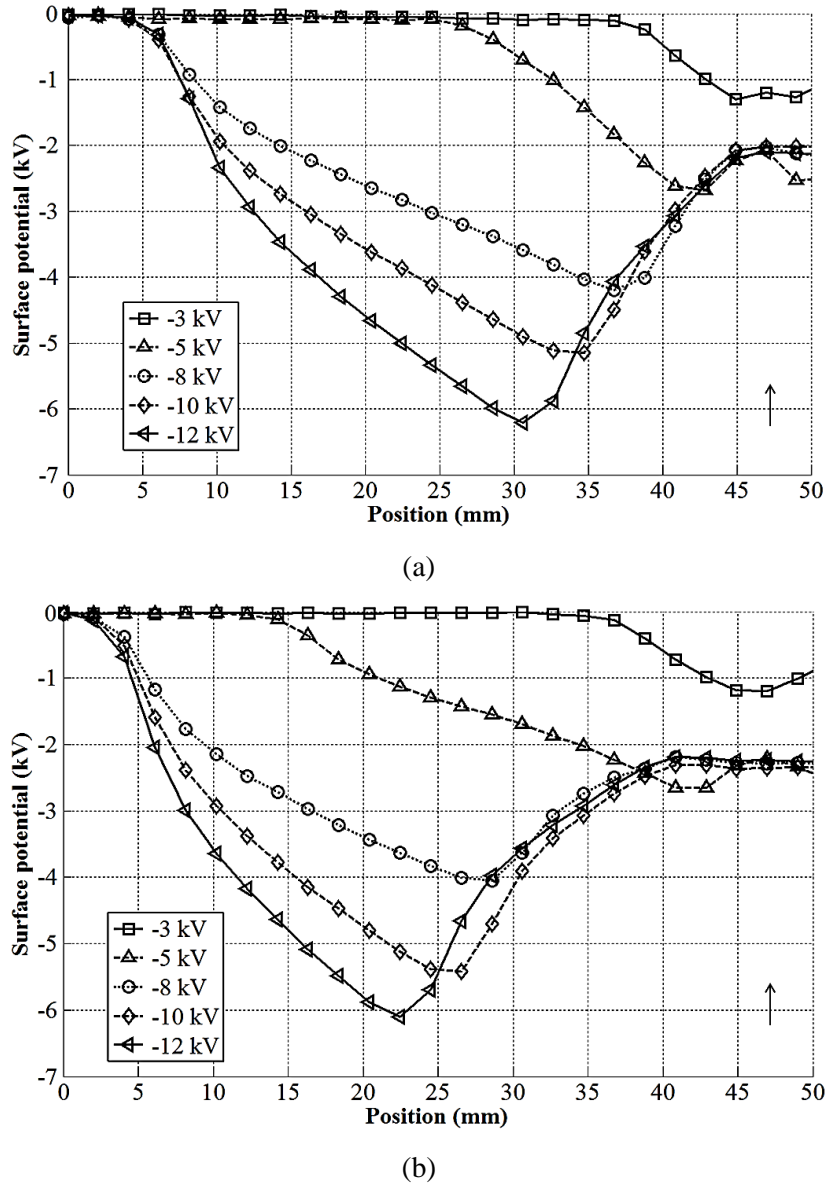 0
-1
-2
-3
-4
-5
-6
-7
Surface potential (kV)
-3 kV
-5 kV
-8 kV
-10 kV
-12 kV
0 5 10 15 20 25 30 35 40 45 50
Position (mm)
(a)
0
-1
-2
-3
-4
-5
-6
-7
Surface potential (kV)
-3 kV
-5 kV
-8 kV
-10 kV
-12 kV
0 5 10 15 20 25 30 35 40 45 50
Position (mm)
(b)